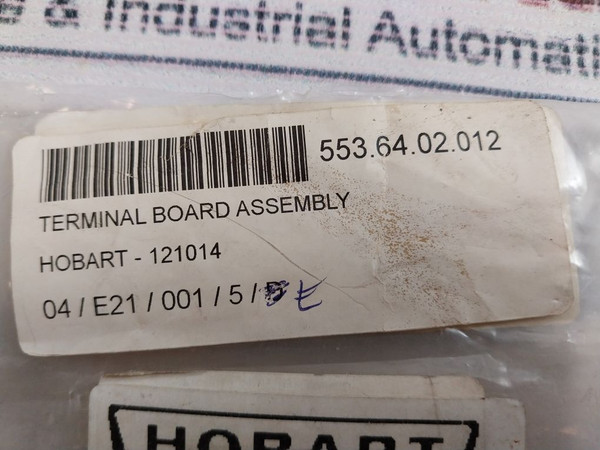 & Industrial Automati
553.64.02.012
TERMINAL BOARD ASSEMBLY
HOBART - 121014
04 / E21 / 001 / 5 / E
HOBART